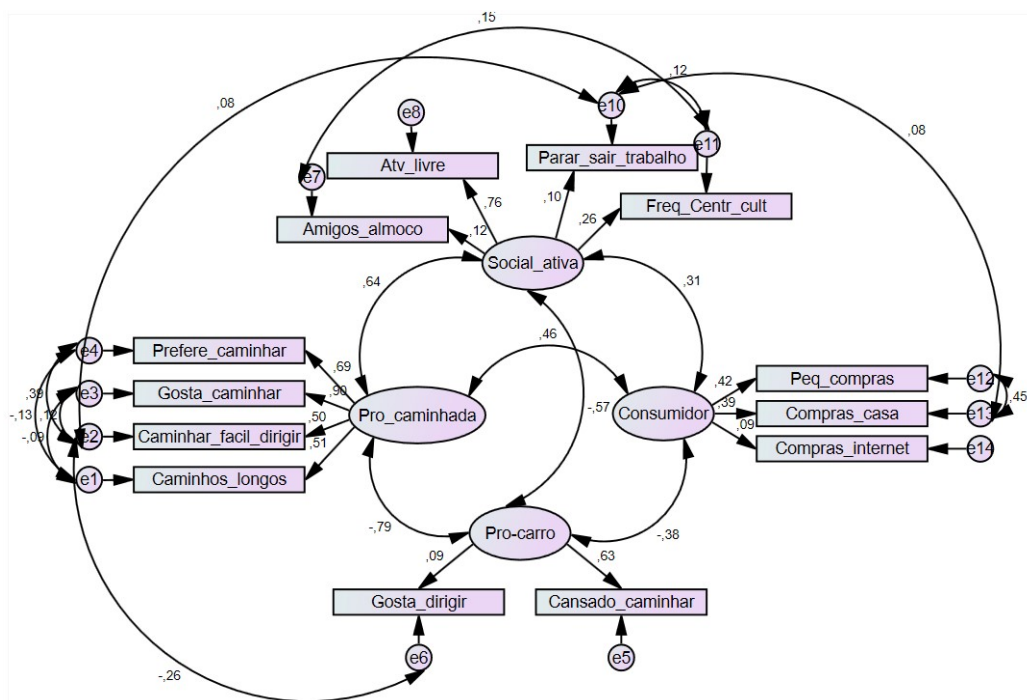 ,15
,12
e10
e8
,08
e11
,08
Atv_livre
Parar_sair_trabalho
e7
,76
,10
Freq_Centr_cult
Amigos_almoco
,12
,26
Social_ativa
,64
,31
,46
e4
Prefere_caminhar
,69
e3
Gosta_caminhar
,90
,39
-,13
,12
-,09
e2
Caminhar_facil_dirigir
,50
e1
Caminhos_longos
,51
Pro_caminhada
-,57
Consumidor
,42
Peq_compras
e12
,39
Compras_casa
e13
,45
,09
Compras_internet
e14
-,79
Pro-carro
-,38
,09
,63
Gosta_dirigir
Cansado_caminhar
e6
e5
-,26